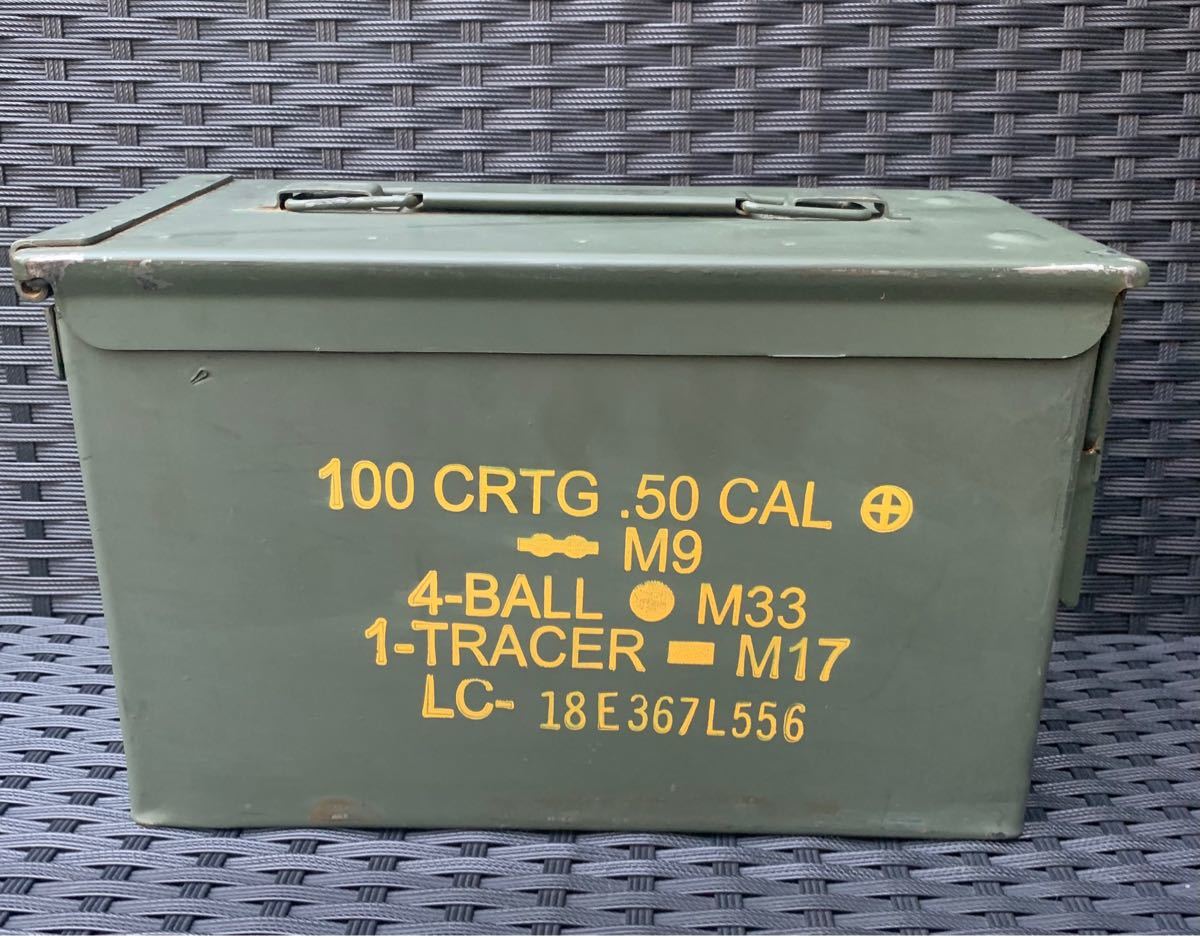 100 CRTG .50 CAL
M9
4-BALL M33
1-TRACER M17
LC- 18E367L556